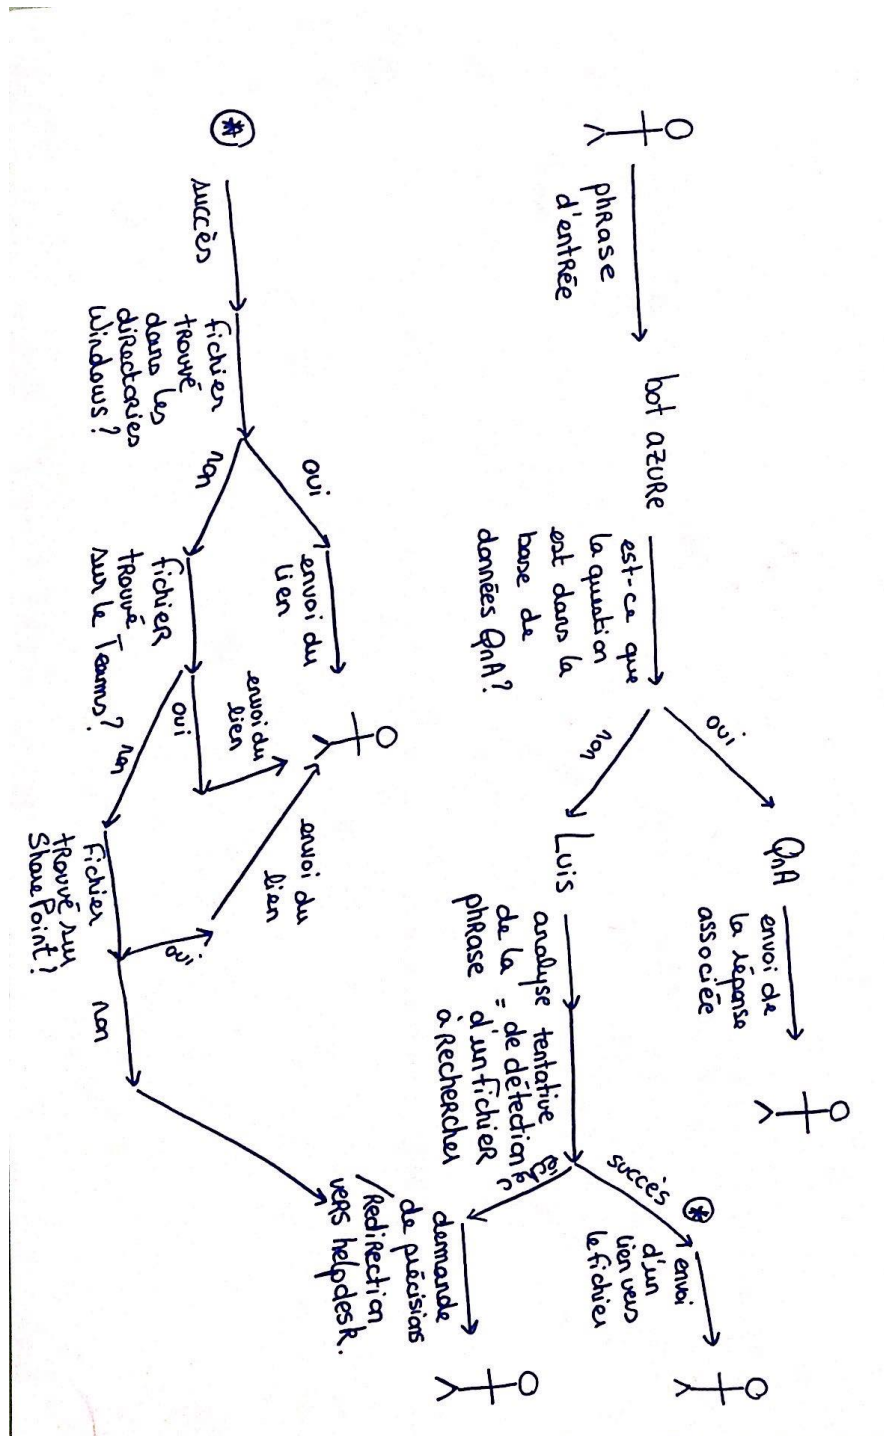 phrase
d'entrée
bot azure
est-ce que
la question
est dans la
base de
données QnA?
oui
QnA
envoi de
la réponse
associée
non
Luis
analyse
de la
phrase
=
tentative
de détection
d'un fichier
à rechercher
succès
*
envoi
d'un
lien vers
le fichier
demande
de précisions
/ Redirection
vers helpdesk.
*
succès
fichier
trouvé
dans les
directories
Windows?
oui
envoi du
lien
non
fichier
trouvé
sur le Teams?
oui
envoi du
lien
non
fichier
trouvé sur
SharePoint?
oui
envoi du
lien
non